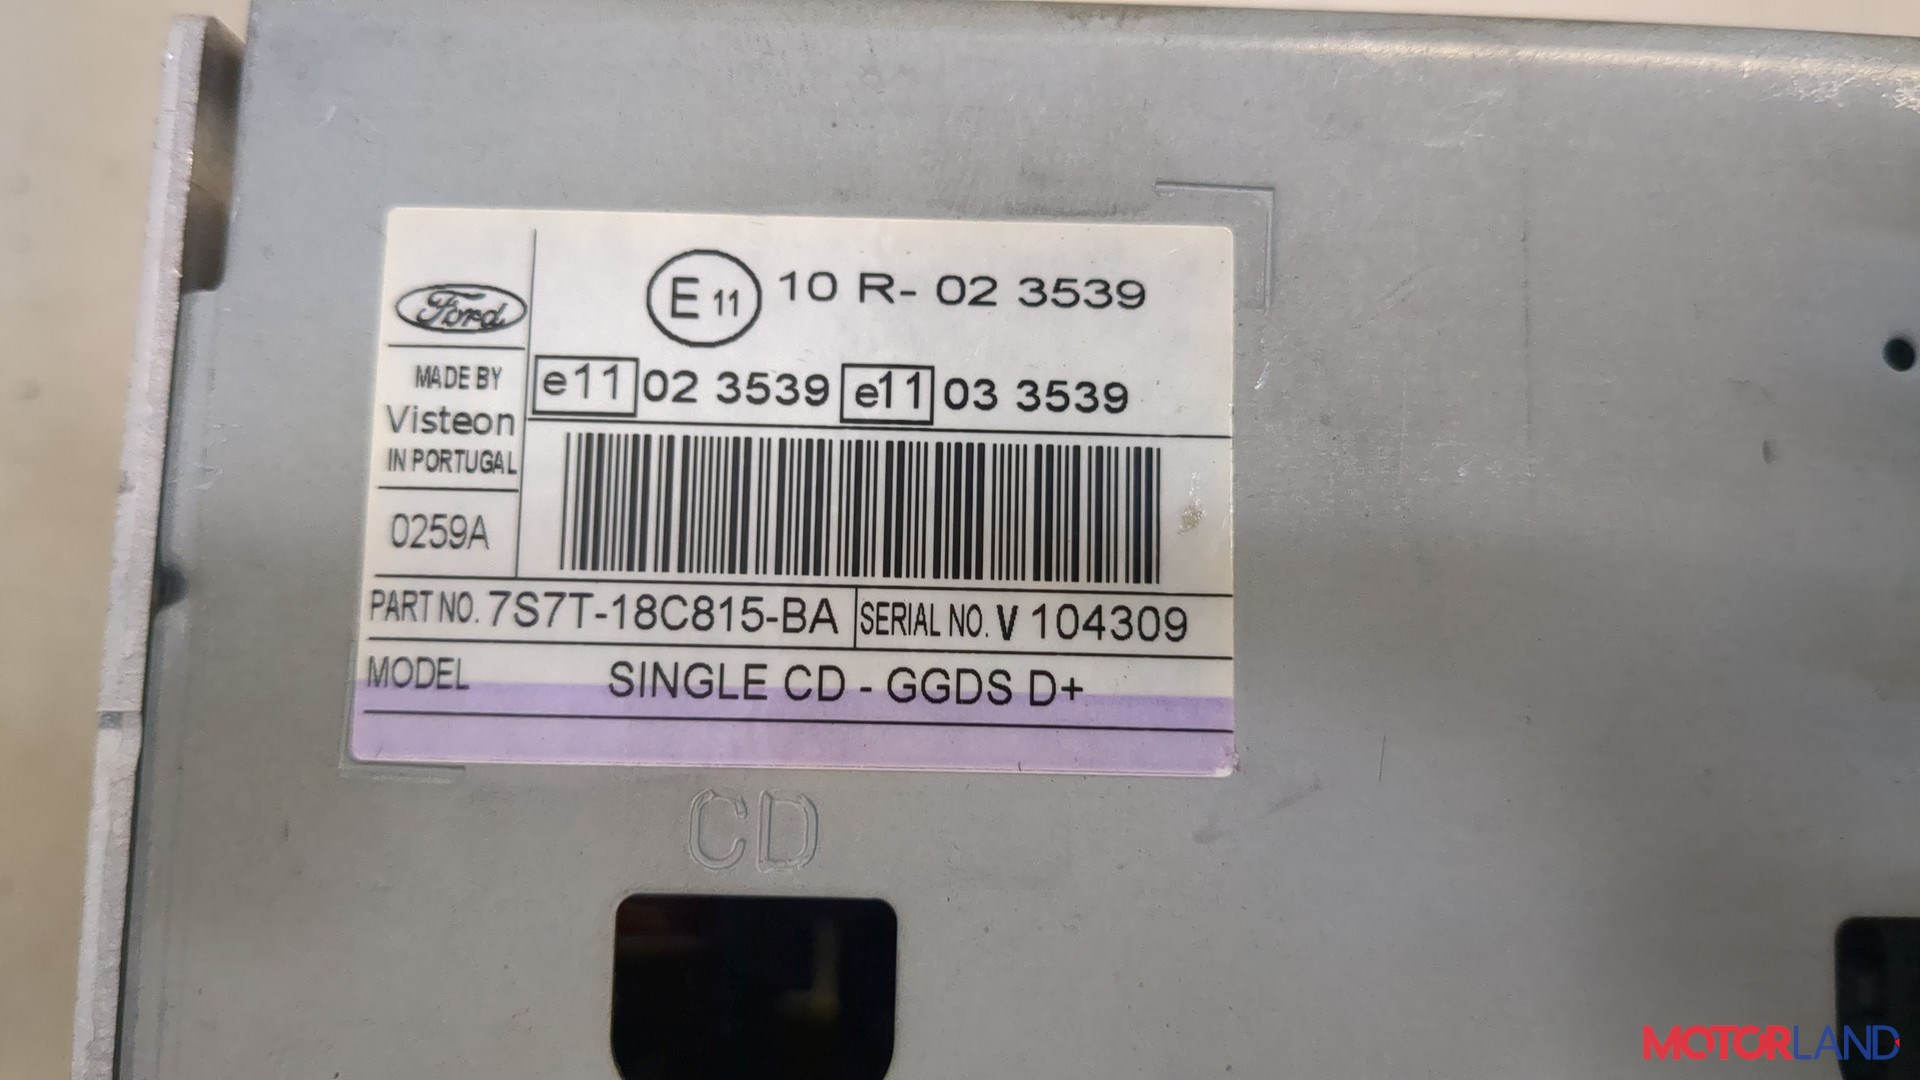 Ford
MADE BY
Visteon
IN PORTUGAL
0259A
E 11 10 R- 02 3539
e11 02 3539 e11 03 3539
PART NO. 7S7T-18C815-BA SERIAL NO. V 104309
MODEL SINGLE CD - GGDS D+
CD
MOTORLAND